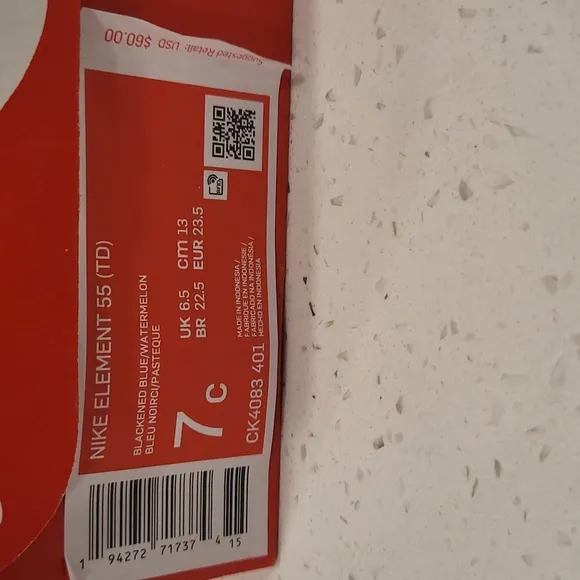 Suggested Retail: USD $60.00
NIKE ELEMENT 55 (TD)
BLACKENED BLUE/WATERMELON
BLEU NOIRCI/PASTEQUE
7 C
UK 6.5 cm 13
BR 22.5 EUR 23.5
CK4083 401
MADE IN INDONESIA /
FABRIQUE EN INDONESIE /
FABRICADO NA INDONÉSIA /
HECHO EN INDONESIA
1 94272 71737 4 15